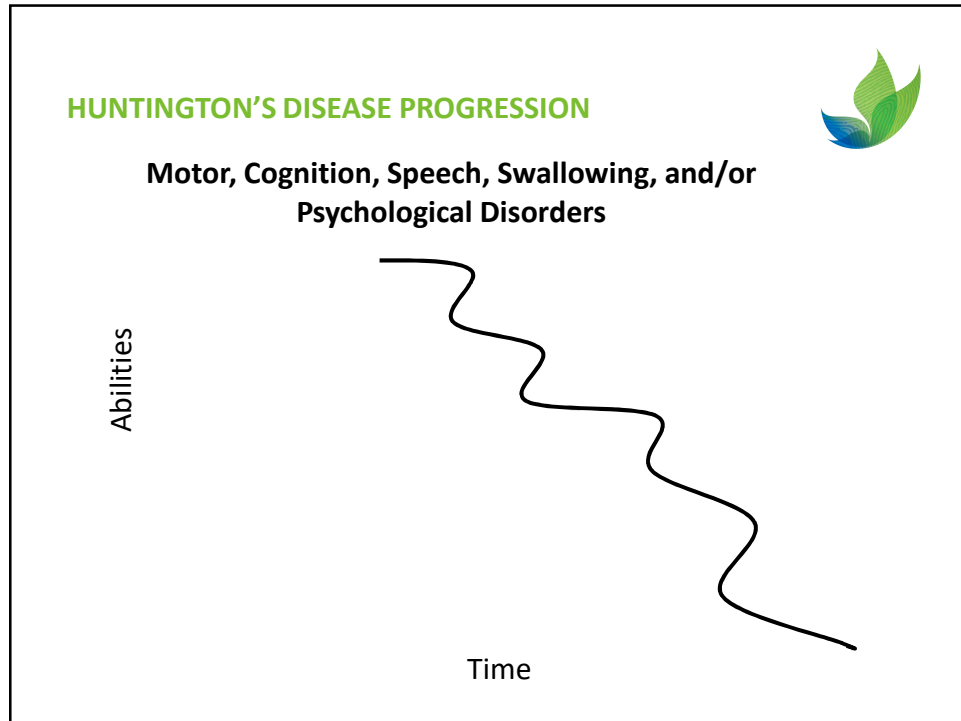 HUNTINGTON’S DISEASE PROGRESSION
Motor, Cognition, Speech, Swallowing, and/or
Psychological Disorders
Abilities
Time